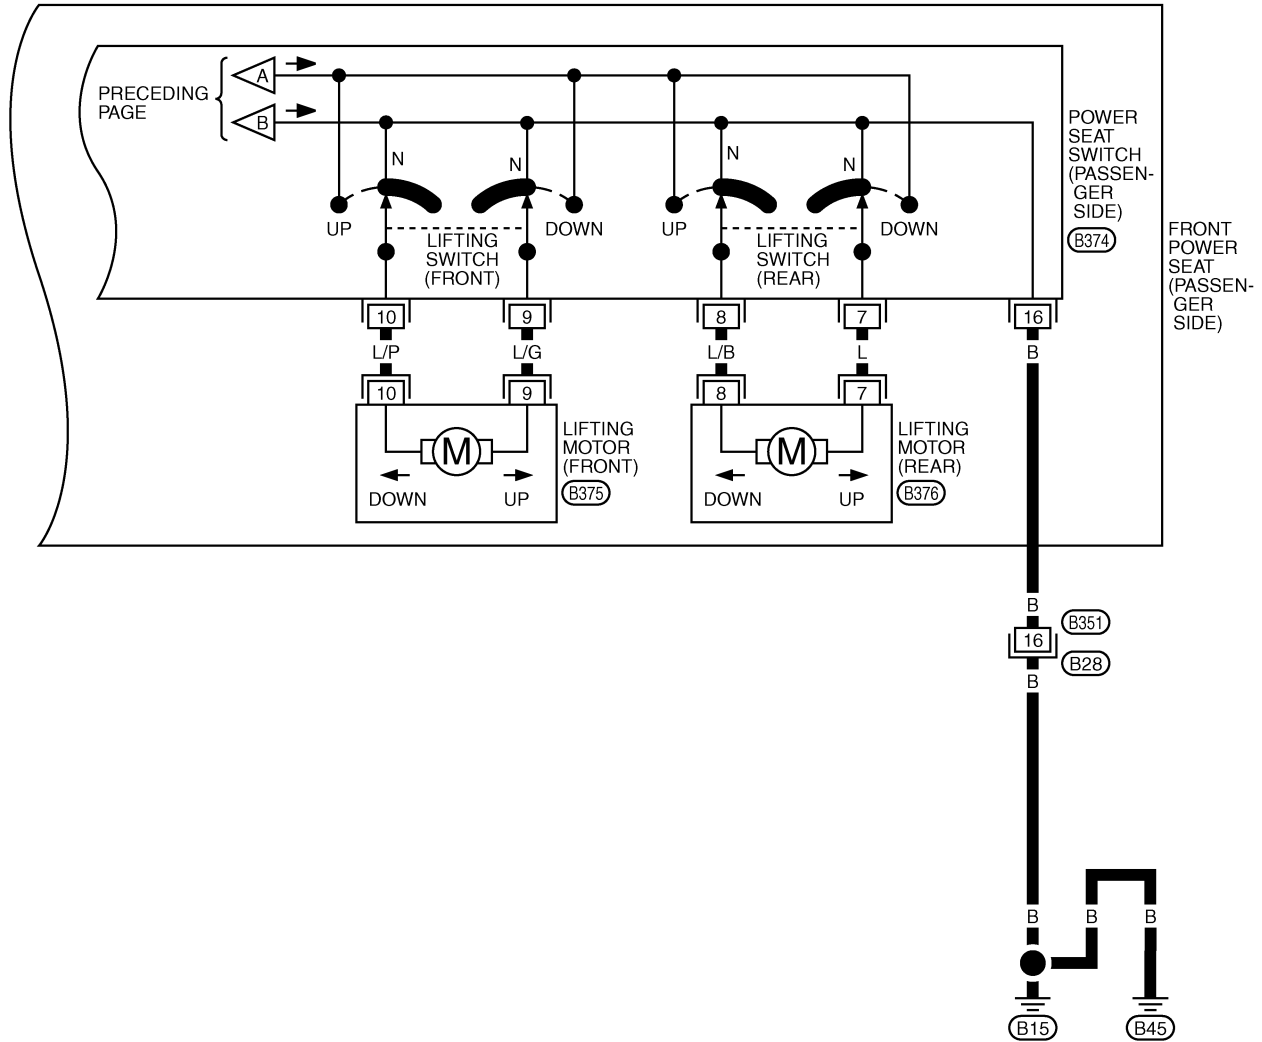 PRECEDING
PAGE
A
B
N
N
N
N
UP
DOWN
UP
DOWN
LIFTING
SWITCH
(FRONT)
LIFTING
SWITCH
(REAR)
POWER
SEAT
SWITCH
(PASSEN-
GER
SIDE)
B374
FRONT
POWER
SEAT
(PASSEN-
GER
SIDE)
10
9
8
7
16
L/P
L/G
L/B
L
B
10
9
8
7
M
M
DOWN
UP
DOWN
UP
LIFTING
MOTOR
(FRONT)
B375
LIFTING
MOTOR
(REAR)
B376
B
B351
16
B28
B
B
B
B
B15
B45